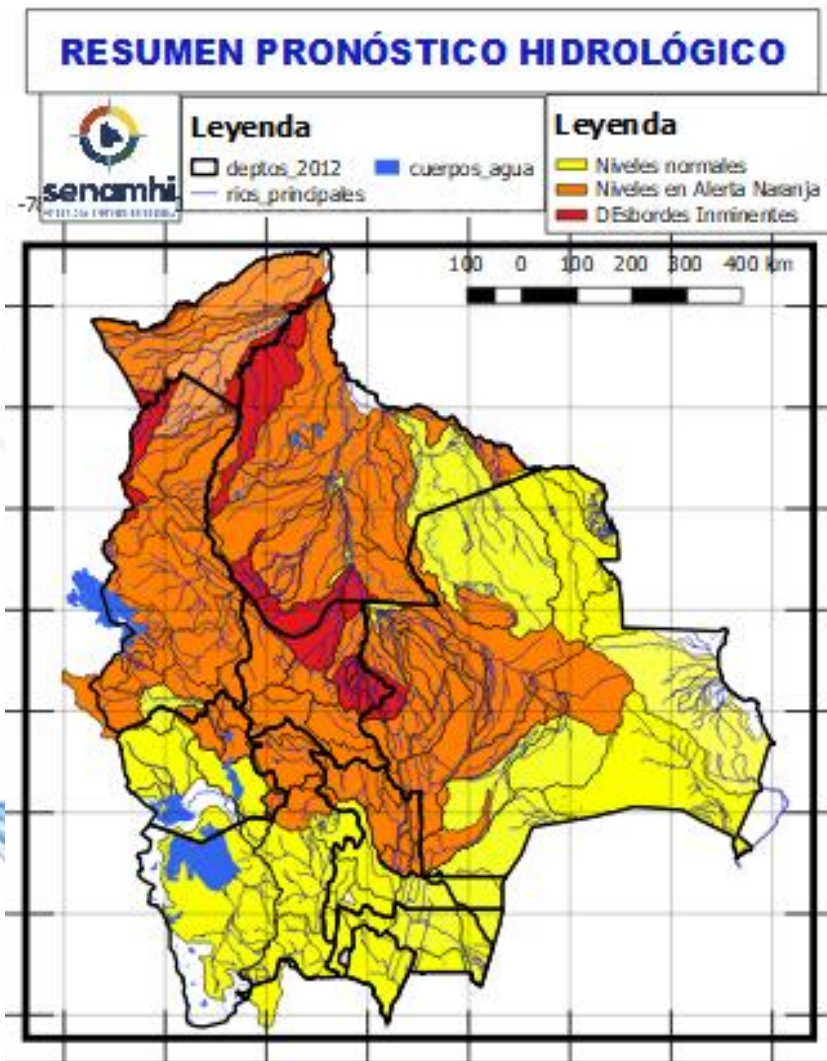 RESUMEN PRONÓSTICO HIDROLÓGICO
senamhi
Leyenda
deptos_2012
cuerpos_agua
rios_principales
Leyenda
Niveles normales
Niveles en Alerta Naranja
DEsbordes Inminentes
100 0 100 200 300 400 km